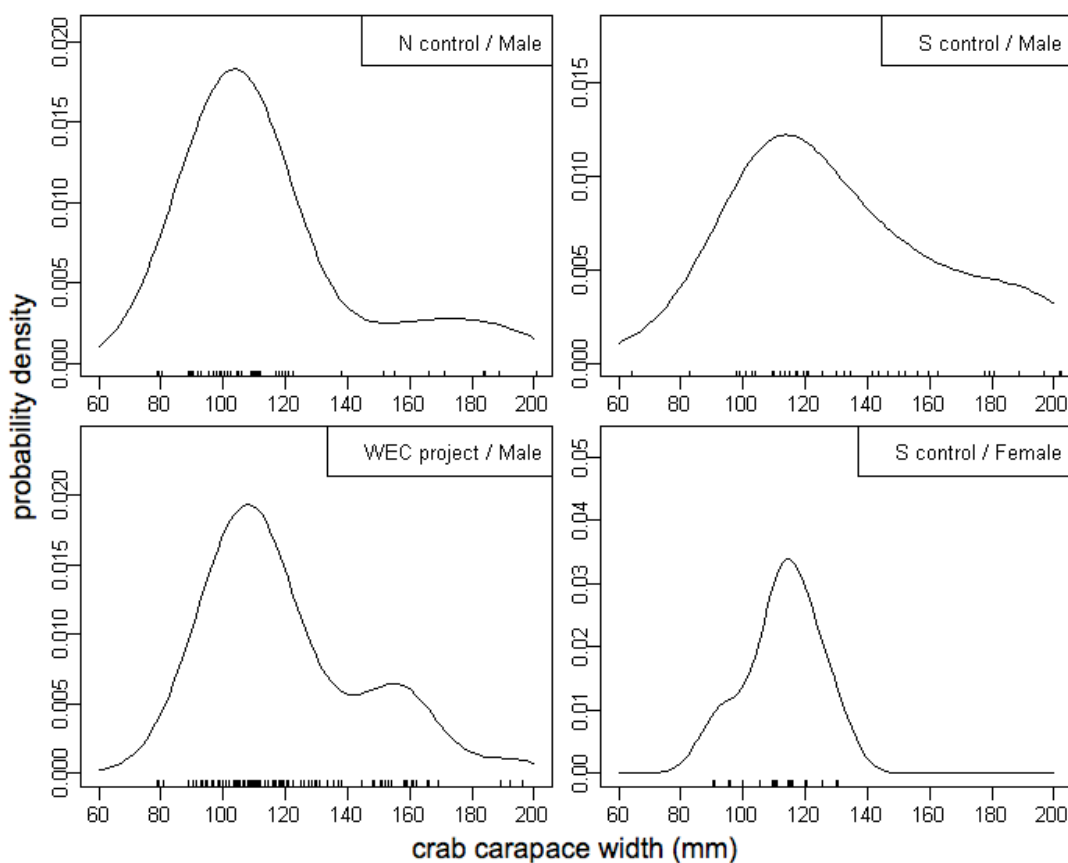 probability density
N control / Male
0.020
0.015
0.010
0.005
0.000
60 80 100 120 140 160 180 200
S control / Male
0.015
0.010
0.005
0.000
60 80 100 120 140 160 180 200
WEC project / Male
0.020
0.015
0.010
0.005
0.000
60 80 100 120 140 160 180 200
S control / Female
0.05
0.04
0.03
0.02
0.01
0.00
60 80 100 120 140 160 180 200
crab carapace width (mm)